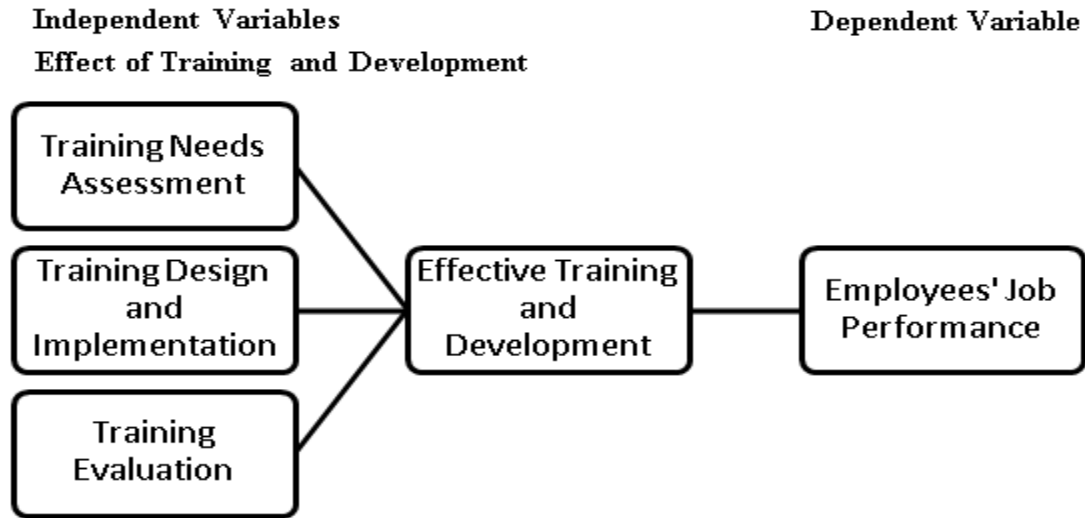 Independent Variables
Dependent Variable
Effect of Training and Development
Training Needs
Assessment
Training Design
and
Implementation
Training
Evaluation
Effective Training
and
Development
Employees' Job
Performance